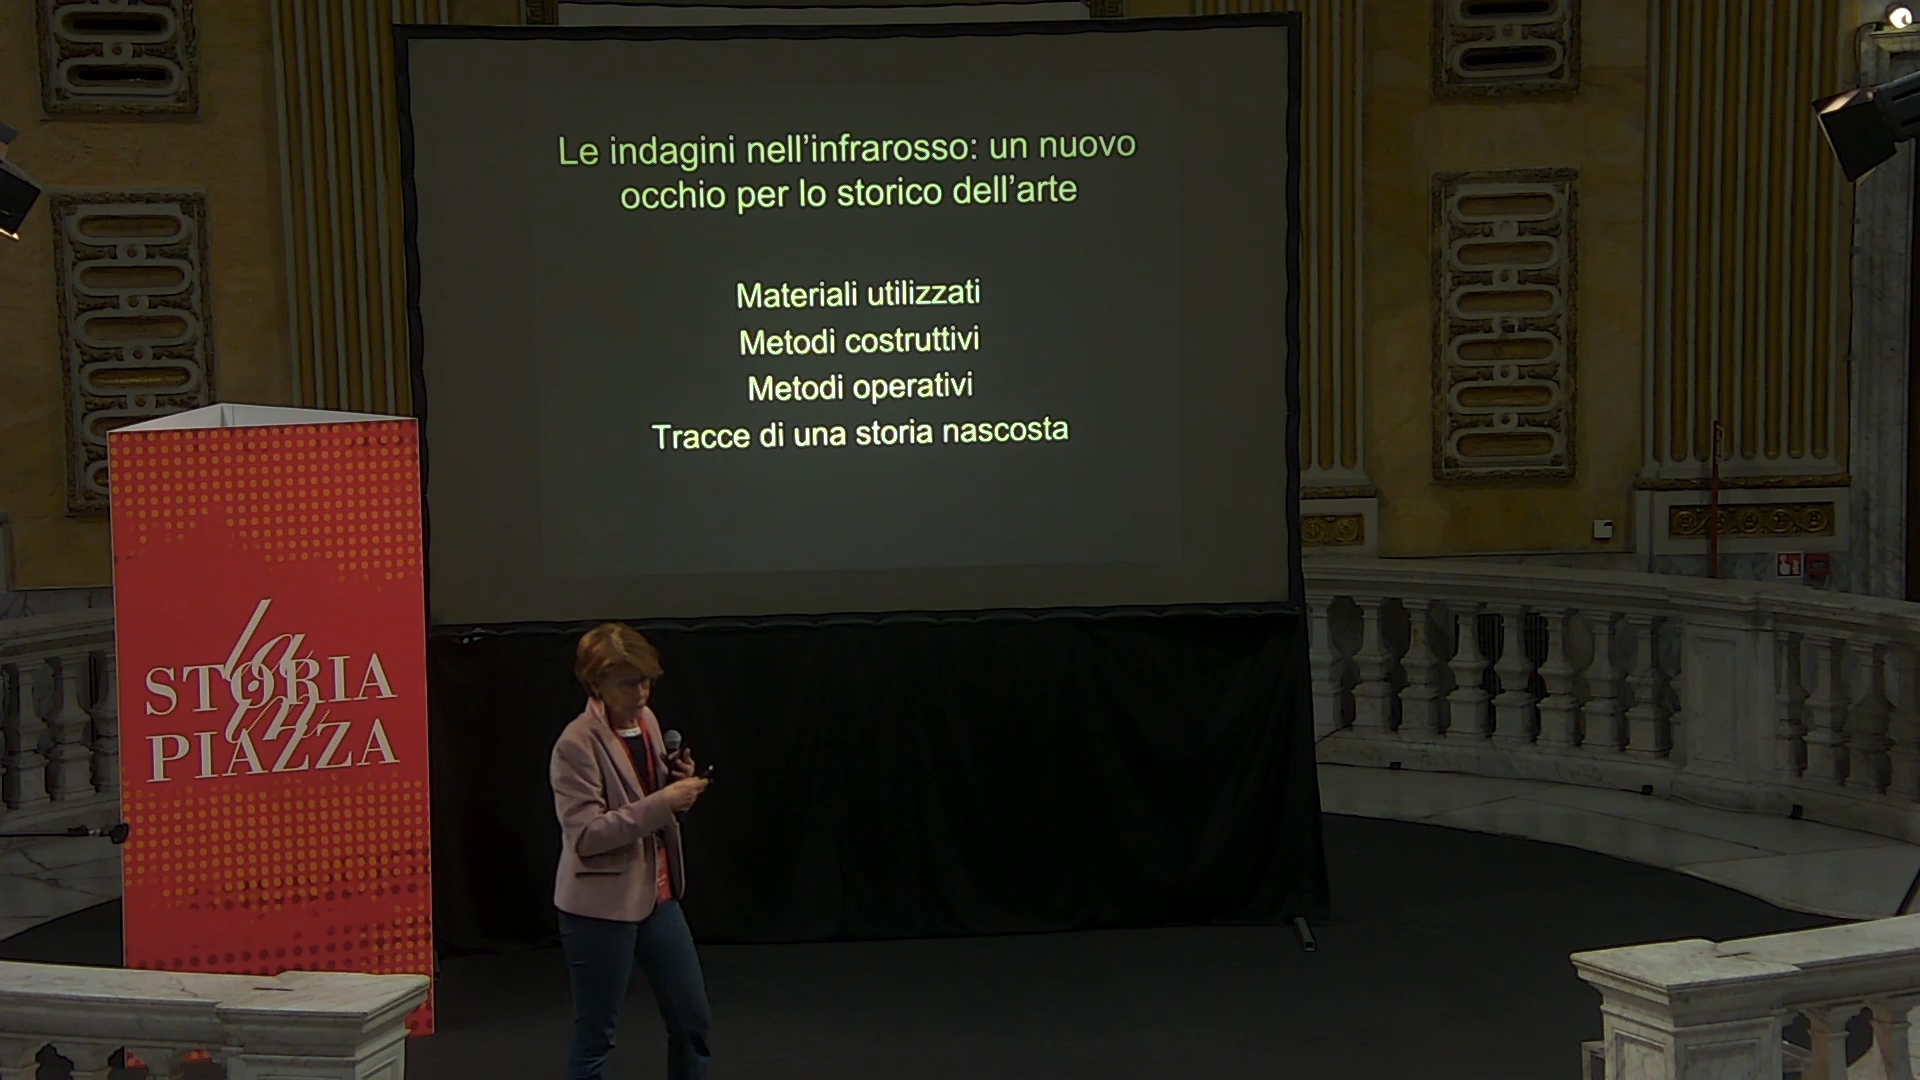 Le indagini nell'infrarosso: un nuovo
occhio per lo storico dell'arte
Materiali utilizzati
Metodi costruttivi
Metodi operativi
Tracce di una storia nascosta
la
STORIA
in
PIAZZA